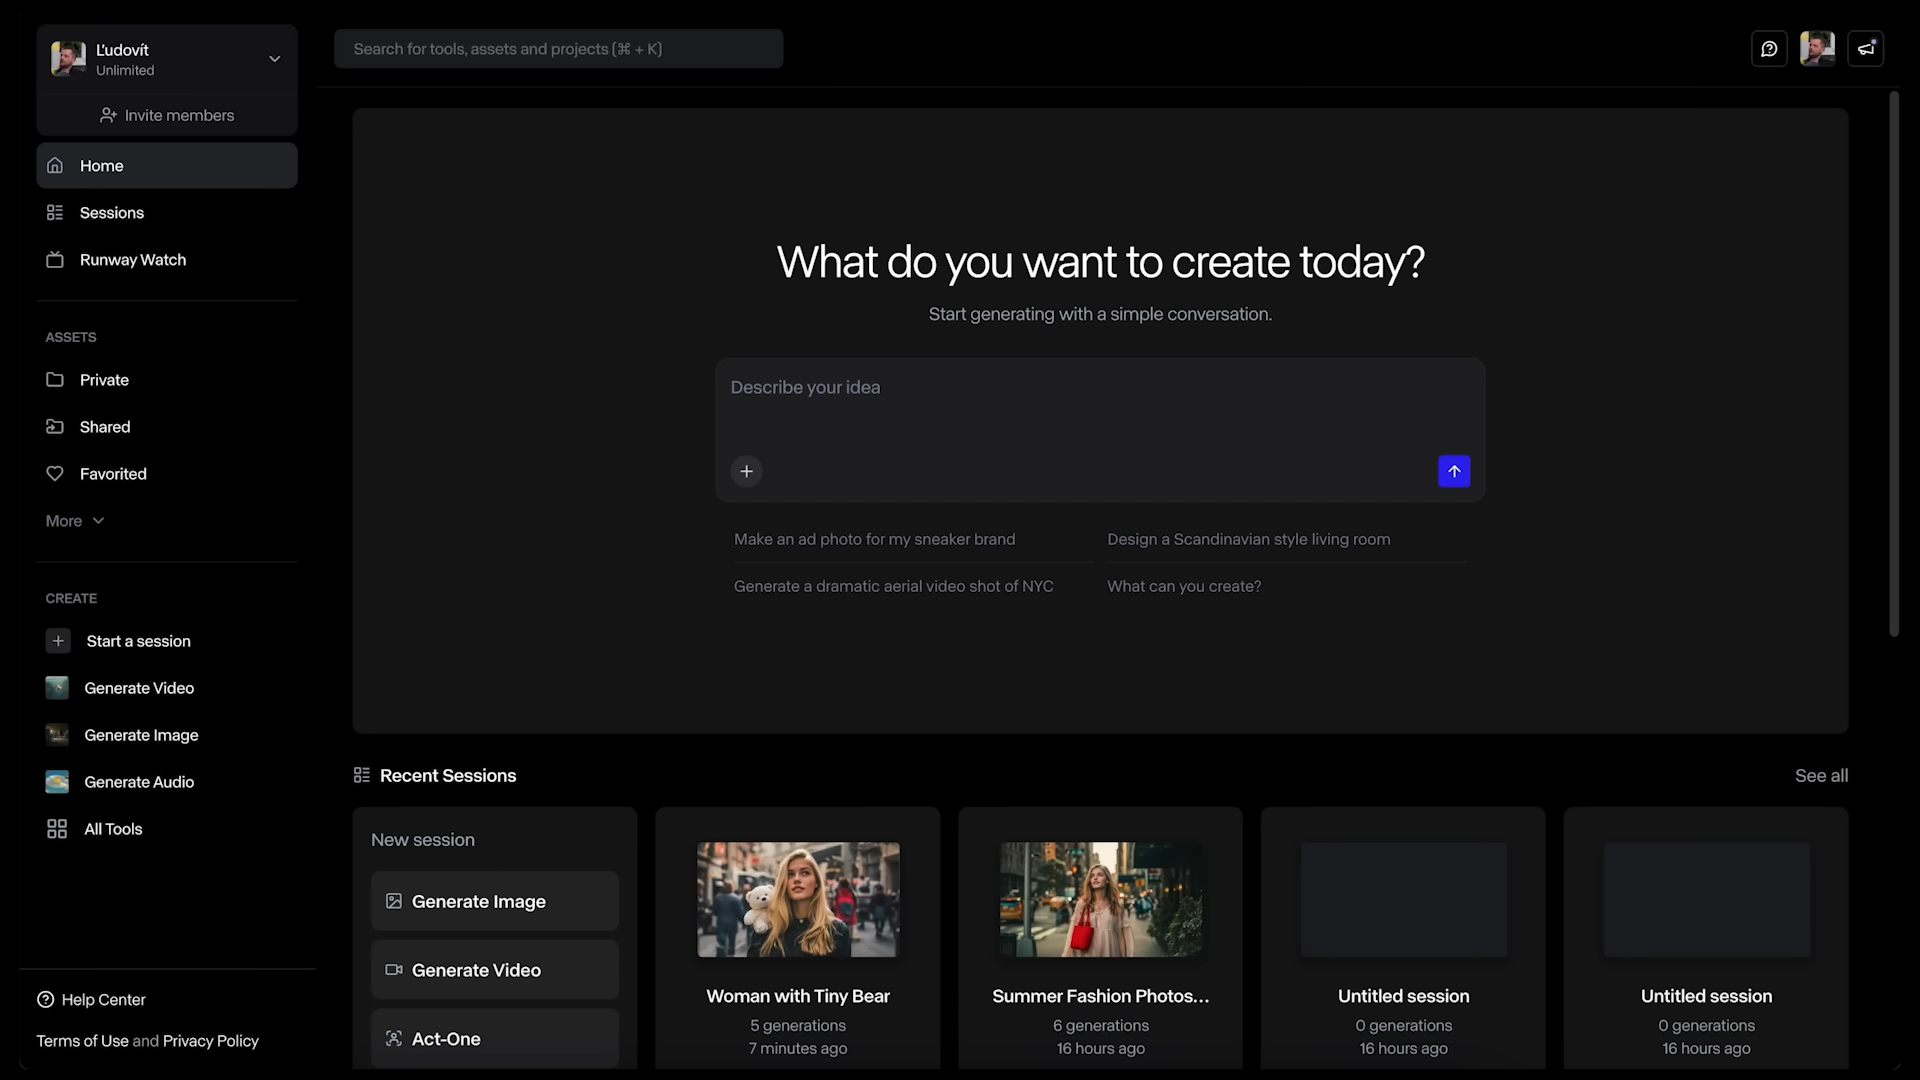 Ľudovít
Unlimited
Invite members
Home
Sessions
Runway Watch
ASSETS
Private
Shared
Favorited
More
CREATE
Start a session
Generate Video
Generate Image
Generate Audio
All Tools
Help Center
Terms of Use and Privacy Policy
Search for tools, assets and projects (⌘ + K)
What do you want to create today?
Start generating with a simple conversation.
Describe your idea
Make an ad photo for my sneaker brand
Design a Scandinavian style living room
Generate a dramatic aerial video shot of NYC
What can you create?
Recent Sessions
See all
New session
Generate Image
Generate Video
Act-One
Woman with Tiny Bear
5 generations
7 minutes ago
Summer Fashion Photos...
6 generations
16 hours ago
Untitled session
0 generations
16 hours ago
Untitled session
0 generations
16 hours ago